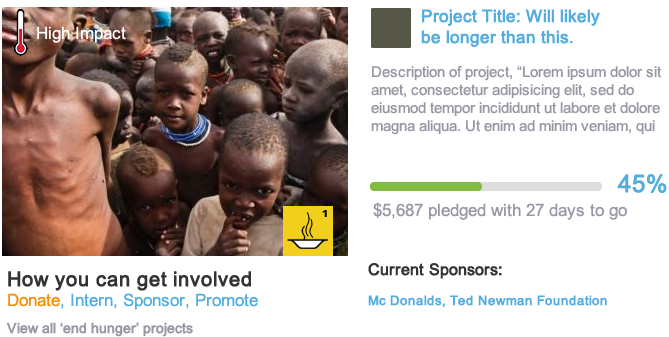 High Impact
1
How you can get involved
Donate, Intern, Sponsor, Promote
View all ‘end hunger’ projects
Project Title: Will likely
be longer than this.
Description of project, “Lorem ipsum dolor sit
amet, consectetur adipisicing elit, sed do
eiusmod tempor incididunt ut labore et dolore
magna aliqua. Ut enim ad minim veniam, qui
45%
$5,687 pledged with 27 days to go
Current Sponsors:
Mc Donalds, Ted Newman Foundation